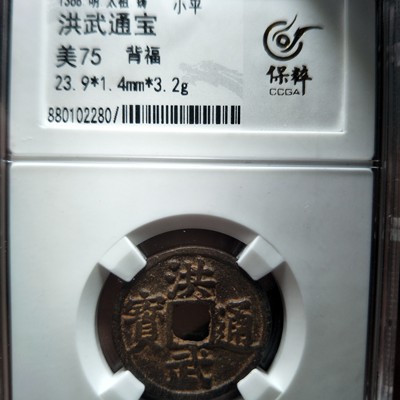 1368 明 太祖 铸 小平
洪武通宝
美75 背福
23.9*1.4mm*3.2g
880102280/
保粹
CCGA
洪武通寶